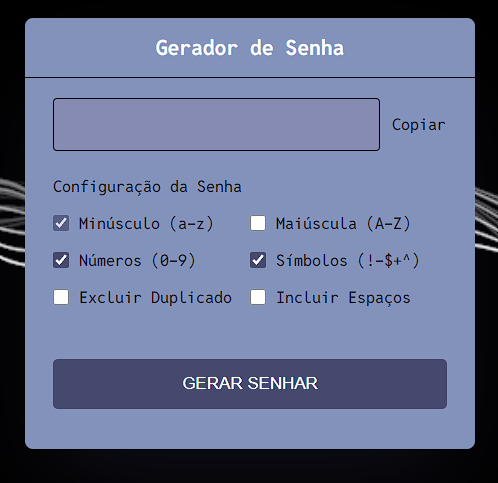 Gerador de Senha
Copiar
Configuração da Senha
Minúsculo (a-z)
Maiúscula (A-Z)
Números (0-9)
Símbolos (!-$+^)
Excluir Duplicado
Incluir Espaços
GERAR SENHAR